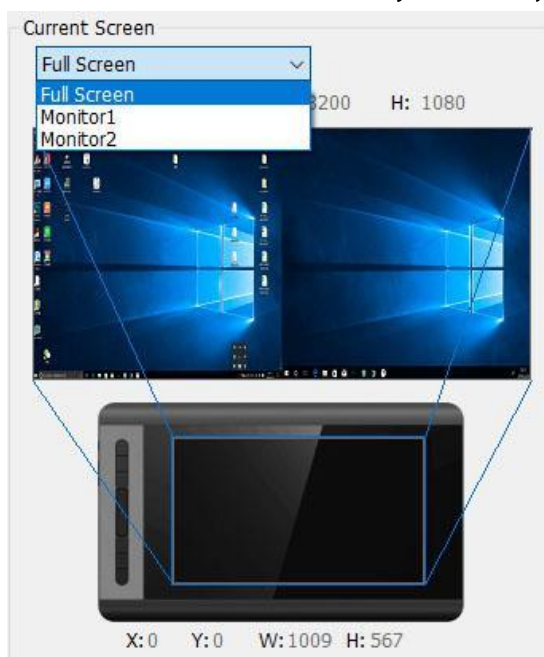 Current Screen
Full Screen
Full Screen
Monitor1
Monitor2
H: 1080
X: 0 Y: 0 W: 1009 H: 567